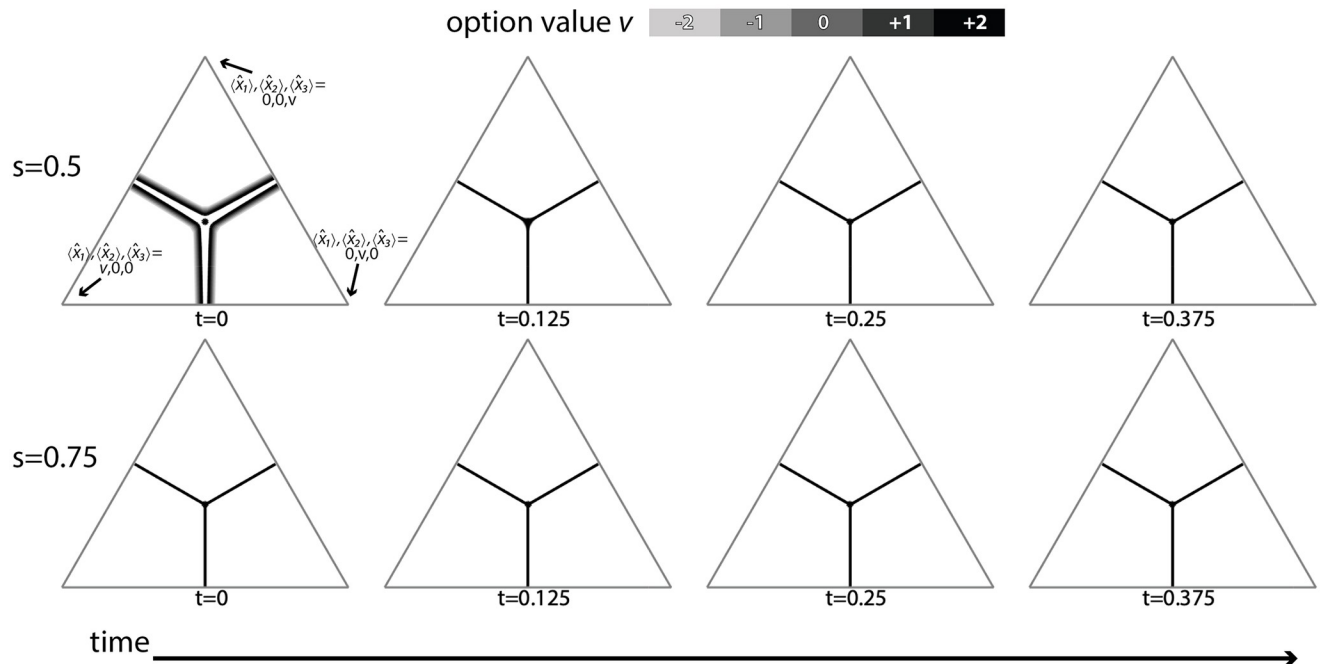 option value v
-2 -1 0 +1 +2
⟨x̂₁⟩,⟨x̂₂⟩,⟨x̂₃⟩=
0,0,v
s=0.5
⟨x̂₁⟩,⟨x̂₂⟩,⟨x̂₃⟩=
v,0,0
⟨x̂₁⟩,⟨x̂₂⟩,⟨x̂₃⟩=
0,v,0
t=0 t=0.125 t=0.25 t=0.375
s=0.75
t=0 t=0.125 t=0.25 t=0.375
time